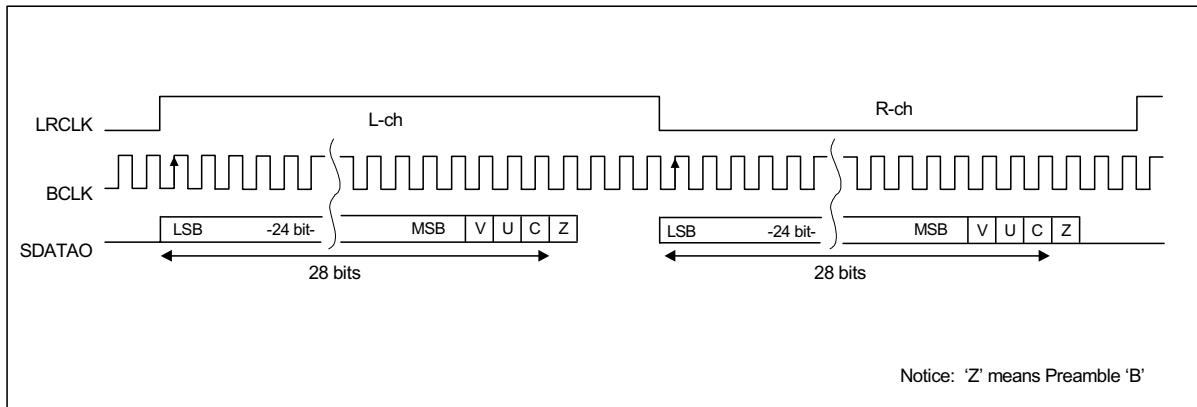 LRCLK
L-ch
R-ch
BCLK
SDATAO
LSB -24 bit- MSB V U C Z
LSB -24 bit- MSB V U C Z
28 bits
28 bits
Notice: 'Z' means Preamble 'B'